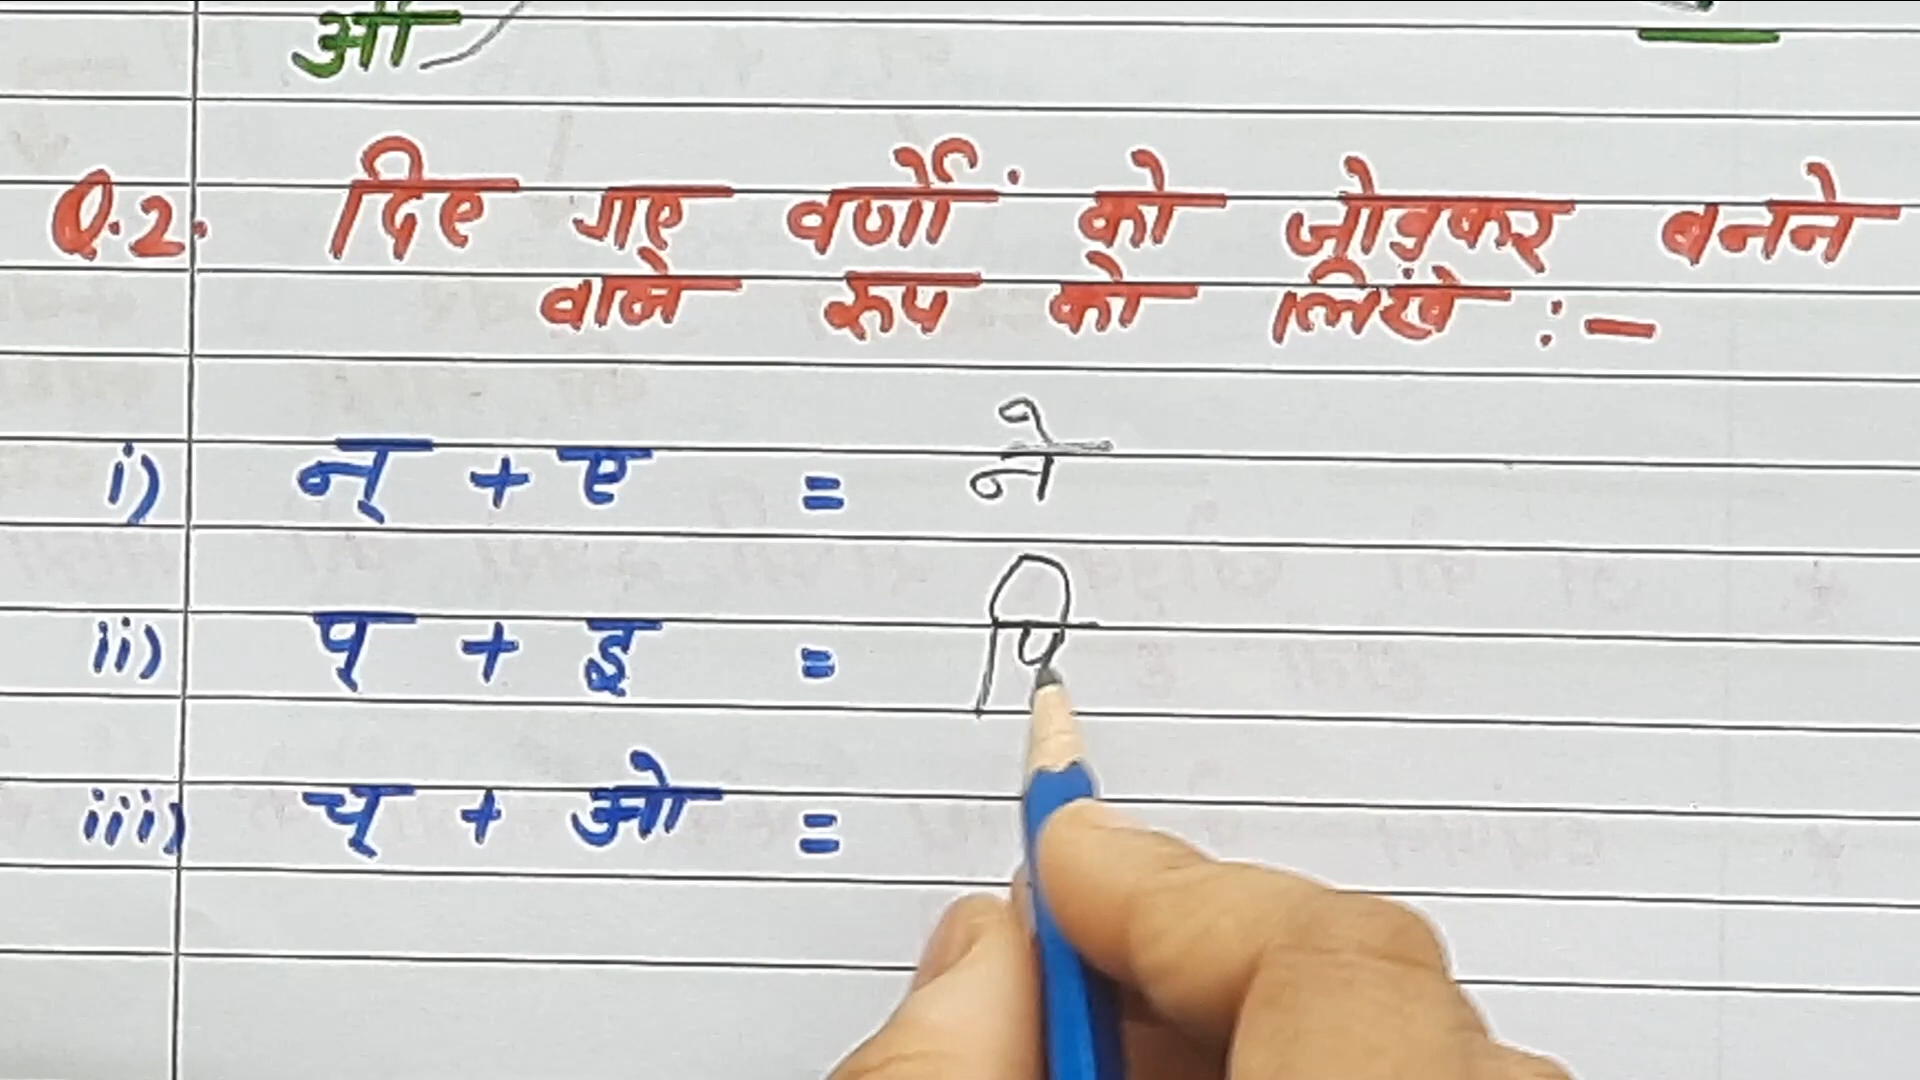 औ
Q.2. दिए गए वर्णों को जोड़कर बनने
वाले रूप को लिखें :-
i) न् + ए = ने
ii) प् + इ = पि
iii) च् + ओ =